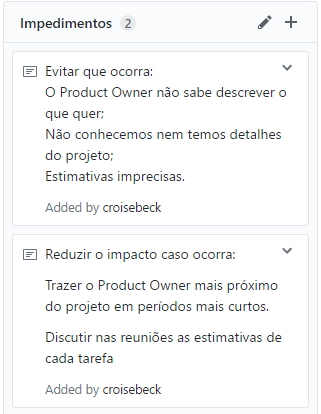 Impedimentos 2
Evitar que ocorra:
O Product Owner não sabe descrever o
que quer;
Não conhecemos nem temos detalhes
do projeto;
Estimativas imprecisas.
Added by croisebeck
Reduzir o impacto caso ocorra:
Trazer o Product Owner mais próximo
do projeto em períodos mais curtos.
Discutir nas reuniões as estimativas de
cada tarefa
Added by croisebeck